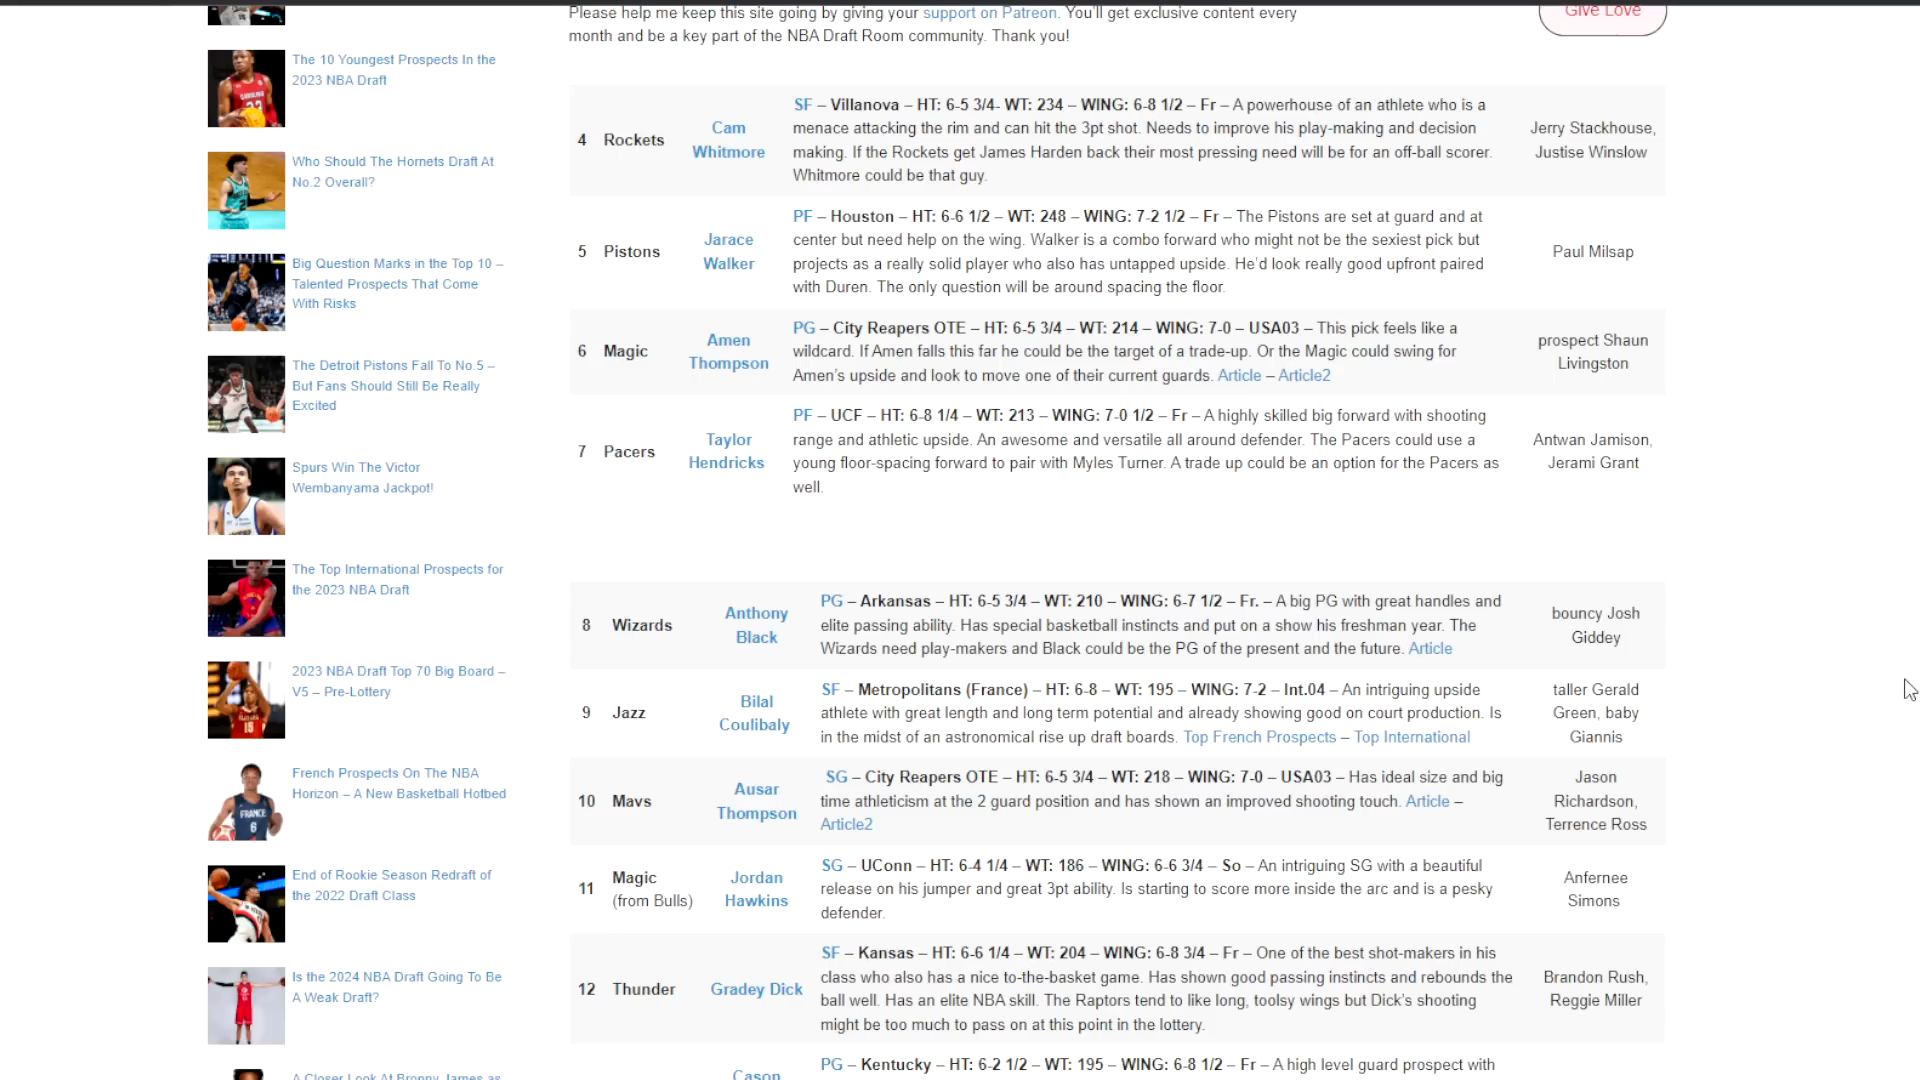 Please help me keep this site going by giving your support on Patreon. You'll get exclusive content every
month and be a key part of the NBA Draft Room community. Thank you!
Give Love
The 10 Youngest Prospects In the
2023 NBA Draft
Who Should The Hornets Draft At
No.2 Overall?
Big Question Marks in the Top 10 –
Talented Prospects That Come
With Risks
The Detroit Pistons Fall To No.5 –
But Fans Should Still Be Really
Excited
Spurs Win The Victor
Wembanyama Jackpot!
The Top International Prospects for
the 2023 NBA Draft
2023 NBA Draft Top 70 Big Board –
V5 – Pre-Lottery
French Prospects On The NBA
Horizon – A New Basketball Hotbed
End of Rookie Season Redraft of
the 2022 Draft Class
Is the 2024 NBA Draft Going To Be
A Weak Draft?
A Closer Look At Bronny James as
4 Rockets
Cam
Whitmore
SF – Villanova – HT: 6-5 3/4- WT: 234 – WING: 6-8 1/2 – Fr – A powerhouse of an athlete who is a
menace attacking the rim and can hit the 3pt shot. Needs to improve his play-making and decision
making. If the Rockets get James Harden back their most pressing need will be for an off-ball scorer.
Whitmore could be that guy.
Jerry Stackhouse,
Justise Winslow
5 Pistons
Jarace
Walker
PF – Houston – HT: 6-6 1/2 – WT: 248 – WING: 7-2 1/2 – Fr – The Pistons are set at guard and at
center but need help on the wing. Walker is a combo forward who might not be the sexiest pick but
projects as a really solid player who also has untapped upside. He'd look really good upfront paired
with Duren. The only question will be around spacing the floor.
Paul Milsap
6 Magic
Amen
Thompson
PG – City Reapers OTE – HT: 6-5 3/4 – WT: 214 – WING: 7-0 – USA03 – This pick feels like a
wildcard. If Amen falls this far he could be the target of a trade-up. Or the Magic could swing for
Amen's upside and look to move one of their current guards. Article – Article2
prospect Shaun
Livingston
7 Pacers
Taylor
Hendricks
PF – UCF – HT: 6-8 1/4 – WT: 213 – WING: 7-0 1/2 – Fr – A highly skilled big forward with shooting
range and athletic upside. An awesome and versatile all around defender. The Pacers could use a
young floor-spacing forward to pair with Myles Turner. A trade up could be an option for the Pacers as
well.
Antwan Jamison,
Jerami Grant
8 Wizards
Anthony
Black
PG – Arkansas – HT: 6-5 3/4 – WT: 210 – WING: 6-7 1/2 – Fr. – A big PG with great handles and
elite passing ability. Has special basketball instincts and put on a show his freshman year. The
Wizards need play-makers and Black could be the PG of the present and the future. Article
bouncy Josh
Giddey
9 Jazz
Bilal
Coulibaly
SF – Metropolitans (France) – HT: 6-8 – WT: 195 – WING: 7-2 – Int.04 – An intriguing upside
athlete with great length and long term potential and already showing good on court production. Is
in the midst of an astronomical rise up draft boards. Top French Prospects – Top International
taller Gerald
Green, baby
Giannis
10 Mavs
Ausar
Thompson
SG – City Reapers OTE – HT: 6-5 3/4 – WT: 218 – WING: 7-0 – USA03 – Has ideal size and big
time athleticism at the 2 guard position and has shown an improved shooting touch. Article –
Article2
Jason
Richardson,
Terrence Ross
11 Magic
(from Bulls)
Jordan
Hawkins
SG – UConn – HT: 6-4 1/4 – WT: 186 – WING: 6-6 3/4 – So – An intriguing SG with a beautiful
release on his jumper and great 3pt ability. Is starting to score more inside the arc and is a pesky
defender.
Anfernee
Simons
12 Thunder
Gradey Dick
SF – Kansas – HT: 6-6 1/4 – WT: 204 – WING: 6-8 3/4 – Fr – One of the best shot-makers in his
class who also has a nice to-the-basket game. Has shown good passing instincts and rebounds the
ball well. Has an elite NBA skill. The Raptors tend to like long, toolsy wings but Dick's shooting
might be too much to pass on at this point in the lottery.
Brandon Rush,
Reggie Miller
Cason
PG – Kentucky – HT: 6-2 1/2 – WT: 195 – WING: 6-8 1/2 – Fr – A high level guard prospect with